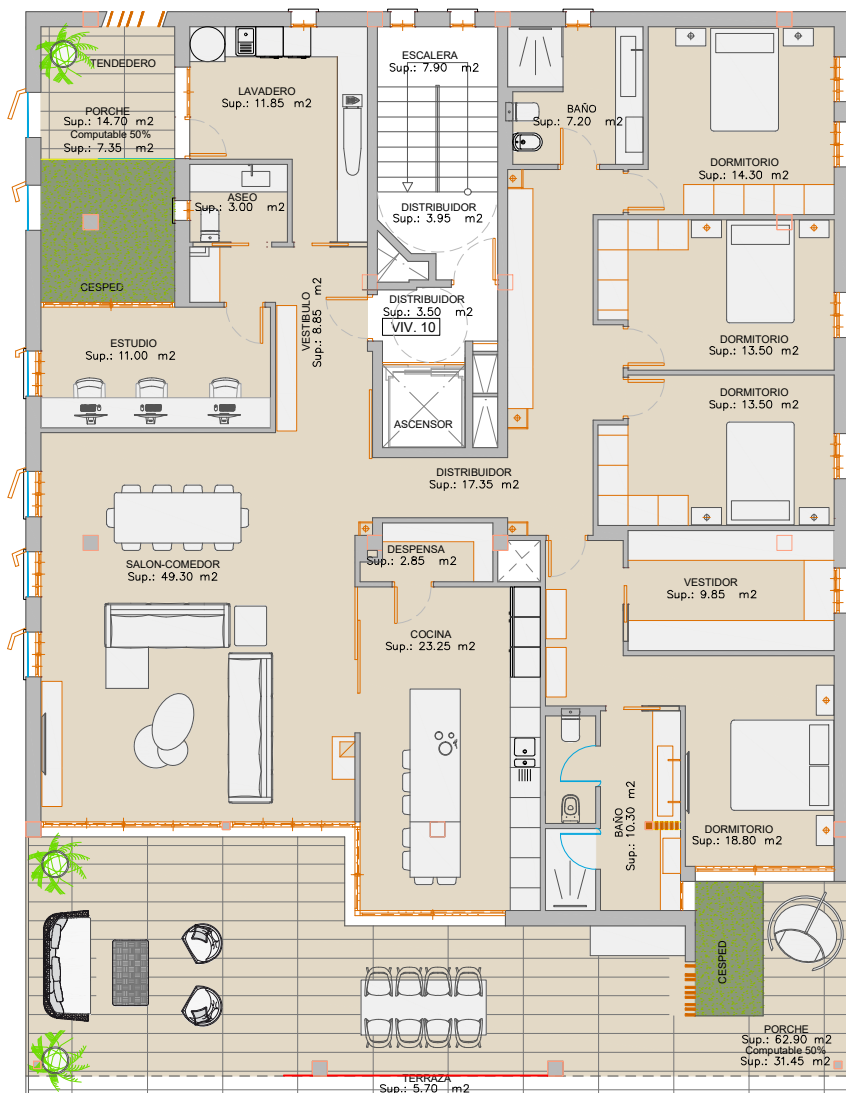 TENDEDERO
PORCHE
Sup.: 14.70 m2
Computable 50%
Sup.: 7.35 m2
LAVADERO
Sup.: 11.85 m2
ESCALERA
Sup.: 7.90 m2
BAÑO
Sup.: 7.20 m2
DORMITORIO
Sup.: 14.30 m2
ASEO
Sup.: 3.00 m2
DISTRIBUIDOR
Sup.: 3.95 m2
CESPED
VESTIBULO
Sup.: 8.85 m2
DISTRIBUIDOR
Sup.: 3.50 m2
VIV. 10
ESTUDIO
Sup.: 11.00 m2
DORMITORIO
Sup.: 13.50 m2
DORMITORIO
Sup.: 13.50 m2
ASCENSOR
DISTRIBUIDOR
Sup.: 17.35 m2
SALON-COMEDOR
Sup.: 49.30 m2
DESPENSA
Sup.: 2.85 m2
VESTIDOR
Sup.: 9.85 m2
COCINA
Sup.: 23.25 m2
BAÑO
Sup.: 10.30 m2
DORMITORIO
Sup.: 18.80 m2
CESPED
PORCHE
Sup.: 62.90 m2
Computable 50%
Sup.: 31.45 m2
TERRAZA
Sup.: 5.70 m2